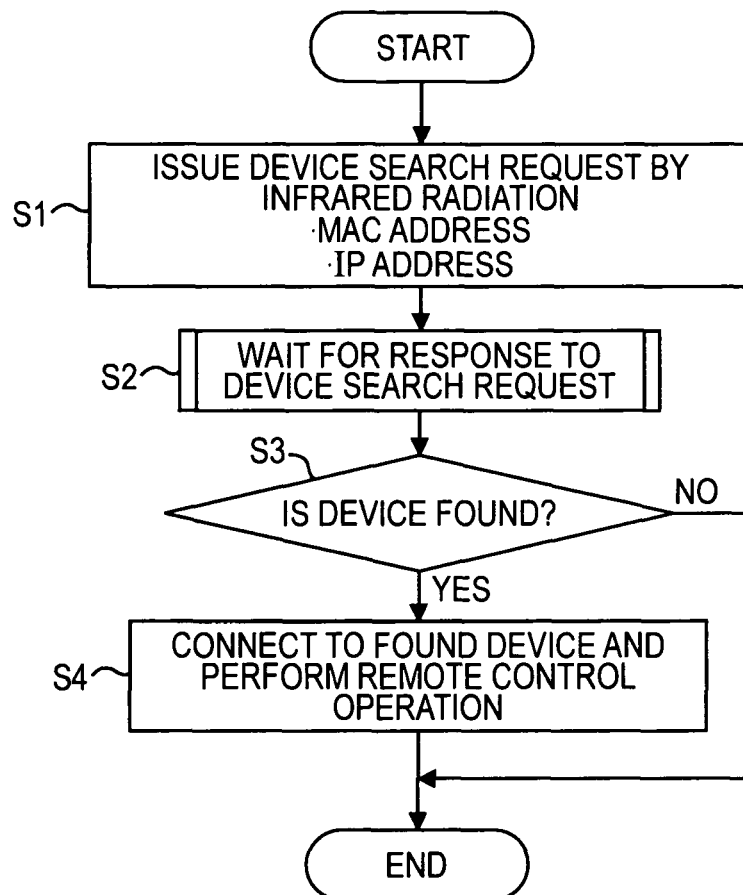 START
S1
ISSUE DEVICE SEARCH REQUEST BY
INFRARED RADIATION
·MAC ADDRESS
·IP ADDRESS
S2
WAIT FOR RESPONSE TO
DEVICE SEARCH REQUEST
S3
IS DEVICE FOUND?
NO
YES
S4
CONNECT TO FOUND DEVICE AND
PERFORM REMOTE CONTROL
OPERATION
END